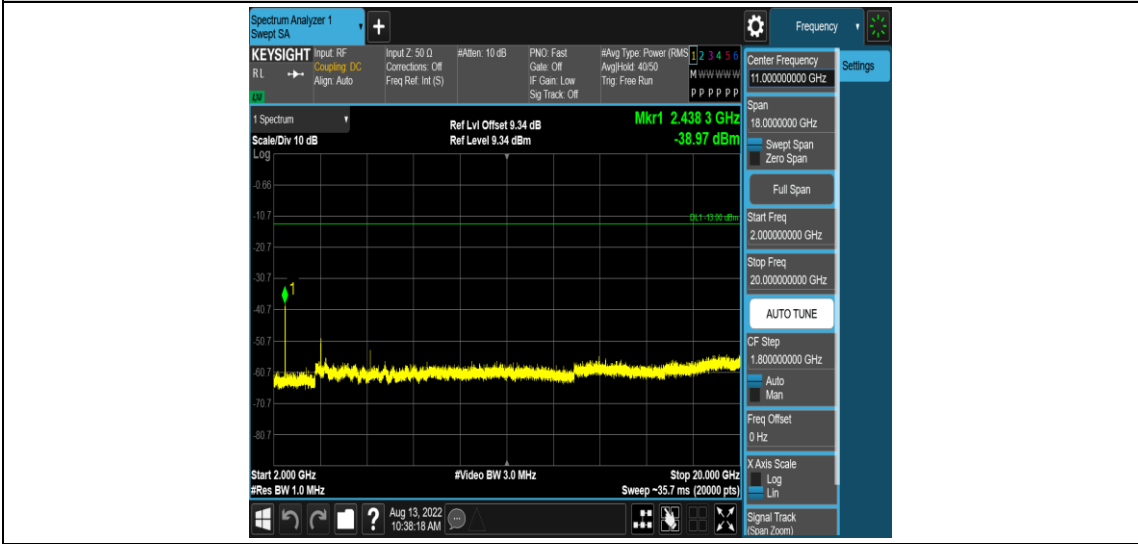 Spectrum Analyzer 1
Swept SA
+
Frequency
KEYSIGHT Input: RF Input Z: 50 Ω #Atten: 10 dB PNO: Fast #Avg Type: Power (RMS 1 2 3 4 5 6
RL Coupling: DC Corrections: Off Gate: Off Avg|Hold: 40/50 M W W W W W
Align: Auto Freq Ref: Int (S) IF Gain: Low Trig: Free Run
Sig Track: Off P P P P P P
LXI
1 Spectrum
Scale/Div 10 dB
Ref Lvl Offset 9.34 dB
Ref Level 9.34 dBm
Mkr1 2.438 3 GHz
-38.97 dBm
Log
-0.66
-10.7
DL1 -13.00 dBm
-20.7
-30.7
1
-40.7
-50.7
-60.7
-70.7
-80.7
Start 2.000 GHz #Video BW 3.0 MHz Stop 20.000 GHz
#Res BW 1.0 MHz Sweep ~35.7 ms (20000 pts)
Aug 13, 2022
10:38:18 AM
?
Center Frequency
11.000000000 GHz
Settings
Span
18.0000000 GHz
Swept Span
Zero Span
Full Span
Start Freq
2.000000000 GHz
Stop Freq
20.000000000 GHz
AUTO TUNE
CF Step
1.800000000 GHz
Auto
Man
Freq Offset
0 Hz
X Axis Scale
Log
Lin
Signal Track
(Span Zoom)